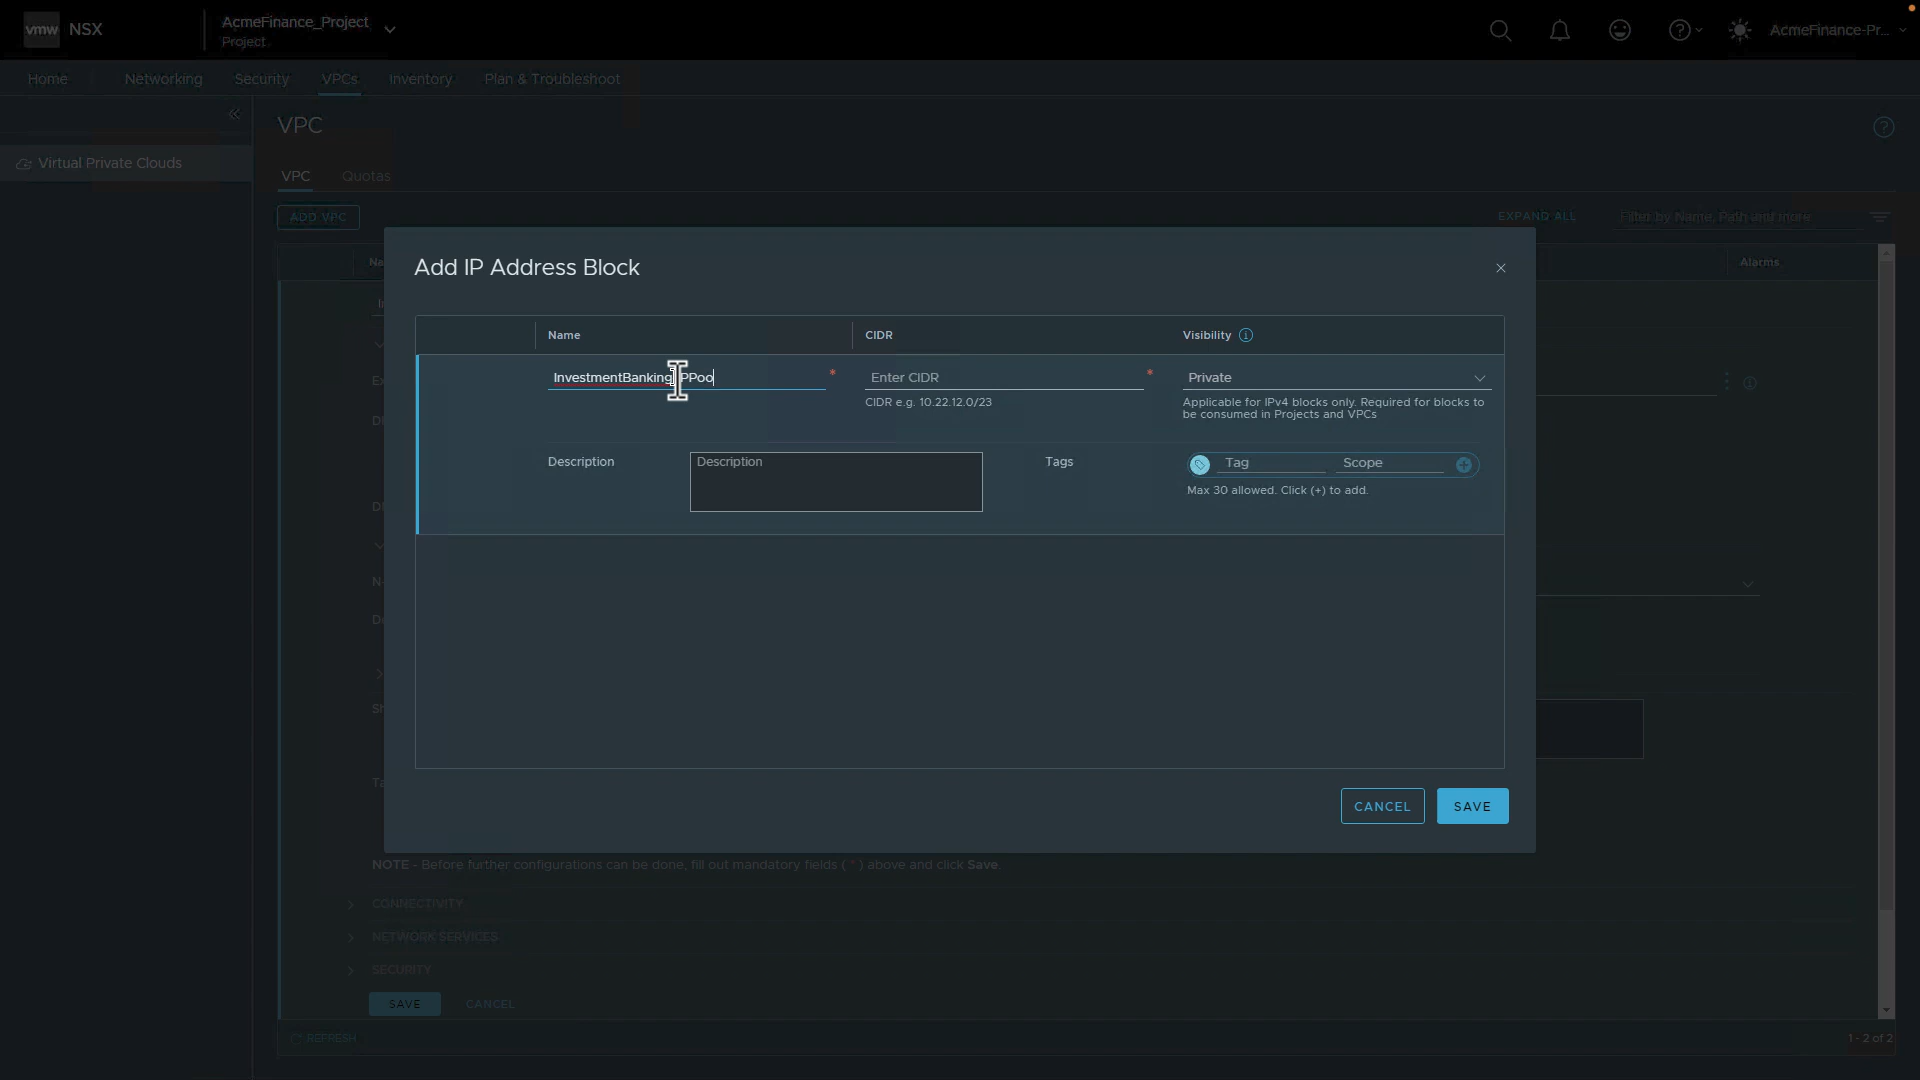 vmw NSX
AcmeFinance_Project
Project
AcmeFinance-Pr...
Home Networking Security VPCs Inventory Plan & Troubleshoot
VPC
Virtual Private Clouds
VPC Quotas
ADD VPC
EXPAND ALL
Filter by Name, Path and more
Na
Alarms
Add IP Address Block
Name CIDR Visibility
InvestmentBanking PPoo * Enter CIDR * Private
CIDR e.g. 10.22.12.0/23
Applicable for IPv4 blocks only. Required for blocks to
be consumed in Projects and VPCs
Description Description Tags Tag Scope
Max 30 allowed. Click (+) to add.
CANCEL SAVE
NOTE - Before further configurations can be done, fill out mandatory fields ( * ) above and click Save.
CONNECTIVITY
NETWORK SERVICES
SECURITY
SAVE CANCEL
REFRESH
1 - 2 of 2